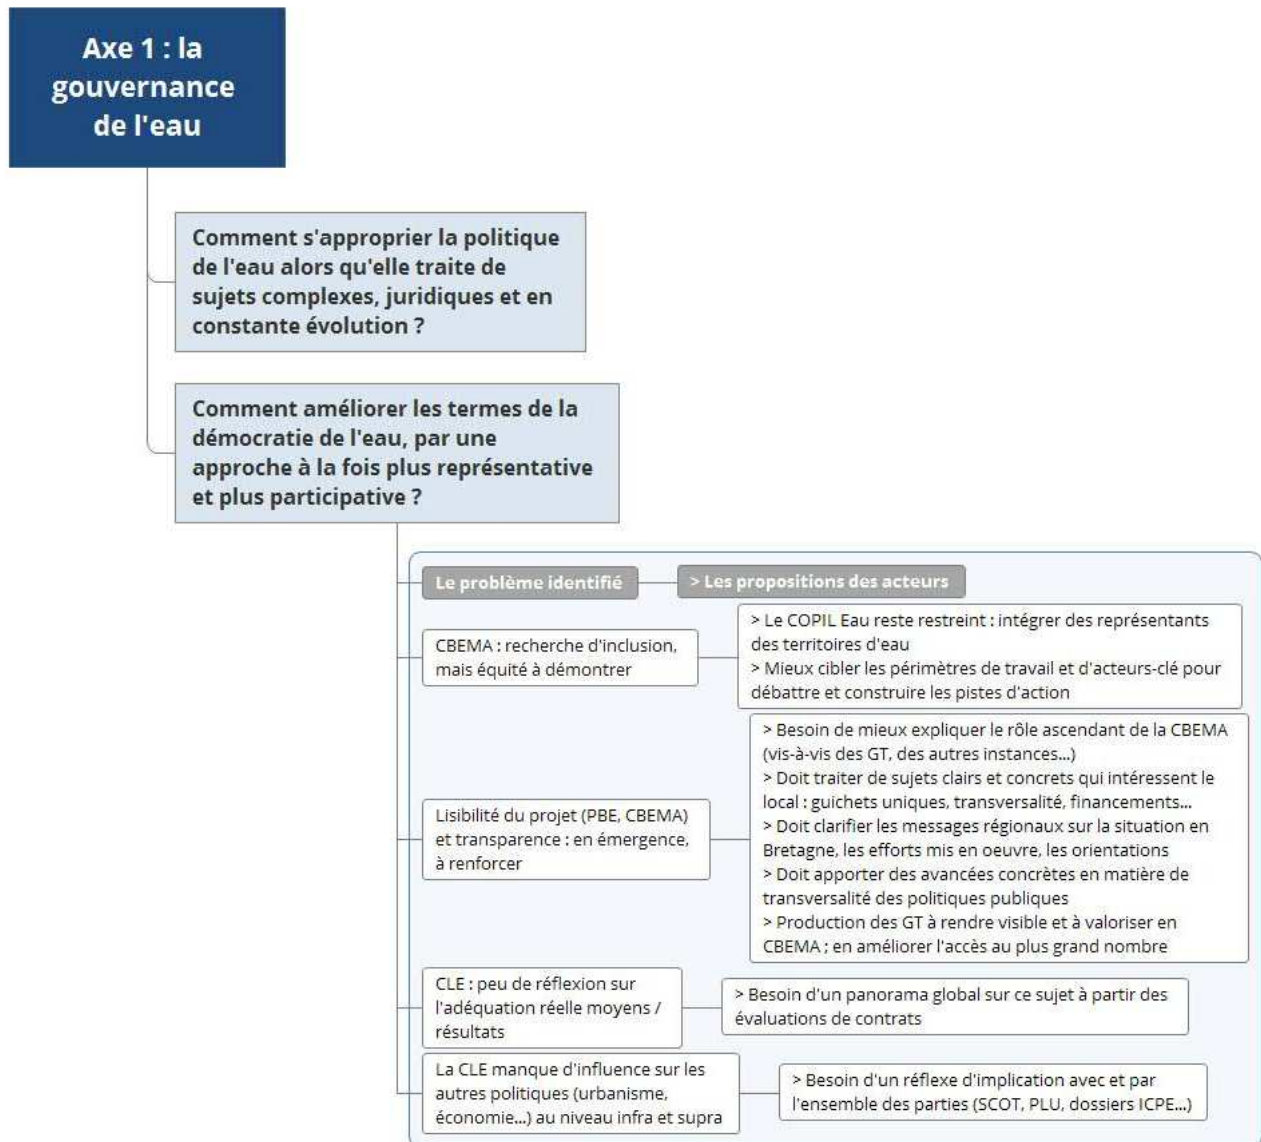 Axe 1 : la
gouvernance
de l'eau
Comment s'approprier la politique
de l'eau alors qu'elle traite de
sujets complexes, juridiques et en
constante évolution ?
Comment améliorer les termes de la
démocratie de l'eau, par une
approche à la fois plus représentative
et plus participative ?
Le problème identifié
> Les propositions des acteurs
CBEMA : recherche d'inclusion,
mais équité à démontrer
> Le COPIL Eau reste restreint : intégrer des représentants
des territoires d'eau
> Mieux cibler les périmètres de travail et d'acteurs-clé pour
débattre et construire les pistes d'action
Lisibilité du projet (PBE, CBEMA)
et transparence : en émergence,
à renforcer
> Besoin de mieux expliquer le rôle ascendant de la CBEMA
(vis-à-vis des GT, des autres instances...)
> Doit traiter de sujets clairs et concrets qui intéressent le
local : guichets uniques, transversalité, financements...
> Doit clarifier les messages régionaux sur la situation en
Bretagne, les efforts mis en oeuvre, les orientations
> Doit apporter des avancées concrètes en matière de
transversalité des politiques publiques
> Production des GT à rendre visible et à valoriser en
CBEMA ; en améliorer l'accès au plus grand nombre
CLE : peu de réflexion sur
l'adéquation réelle moyens /
résultats
> Besoin d'un panorama global sur ce sujet à partir des
évaluations de contrats
La CLE manque d'influence sur les
autres politiques (urbanisme,
économie...) au niveau infra et supra
> Besoin d'un réflexe d'implication avec et par
l'ensemble des parties (SCOT, PLU, dossiers ICPE...)